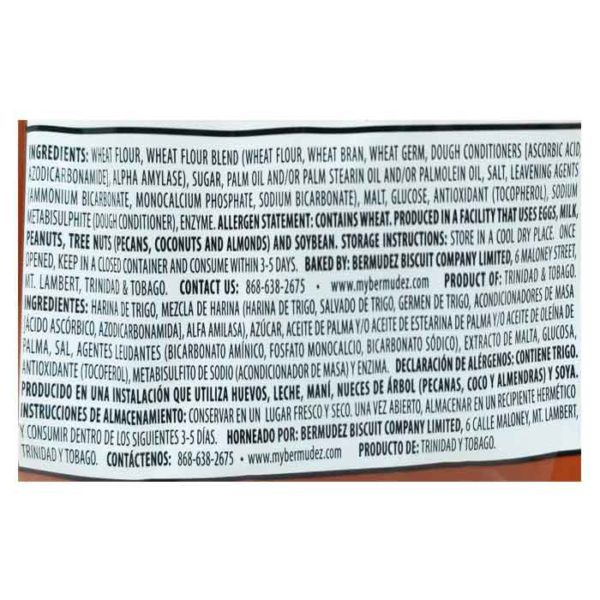 INGREDIENTS: WHEAT FLOUR, WHEAT FLOUR BLEND (WHEAT FLOUR, WHEAT BRAN, WHEAT GERM, DOUGH CONDITIONERS [ASCORBIC ACID,
AZODICARBONAMIDE], ALPHA AMYLASE), SUGAR, PALM OIL AND/OR PALM STEARIN OIL AND/OR PALMOLEIN OIL, SALT, LEAVENING AGENTS
(AMMONIUM BICARBONATE, MONOCALCIUM PHOSPHATE, SODIUM BICARBONATE), MALT, GLUCOSE, ANTIOXIDANT (TOCOPHEROL), SODIUM
METABISULPHITE (DOUGH CONDITIONER), ENZYME. ALLERGEN STATEMENT: CONTAINS WHEAT. PRODUCED IN A FACILITY THAT USES EGGS, MILK,
PEANUTS, TREE NUTS (PECANS, COCONUTS AND ALMONDS) AND SOYBEAN. STORAGE INSTRUCTIONS: STORE IN A COOL DRY PLACE. ONCE
OPENED, KEEP IN A CLOSED CONTAINER AND CONSUME WITHIN 3-5 DAYS. BAKED BY: BERMUDEZ BISCUIT COMPANY LIMITED, 6 MALONEY STREET,
MT. LAMBERT, TRINIDAD & TOBAGO. CONTACT US: 868-638-2675 • www.mybermudez.com PRODUCT OF: TRINIDAD & TOBAGO.
INGREDIENTES: HARINA DE TRIGO, MEZCLA DE HARINA (HARINA DE TRIGO, SALVADO DE TRIGO, GERMEN DE TRIGO, ACONDICIONADORES DE MASA
[ÁCIDO ASCÓRBICO, AZODICARBONAMIDA], ALFA AMILASA), AZÚCAR, ACEITE DE PALMA Y/O ACEITE DE ESTEARINA DE PALMA Y/O ACEITE DE OLEÍNA DE
PALMA, SAL, AGENTES LEUDANTES (BICARBONATO AMÍNICO, FOSFATO MONOCALCIO, BICARBONATO SÓDICO), EXTRACTO DE MALTA, GLUCOSA,
ANTIOXIDANTE (TOCOFEROL), METABISULFITO DE SODIO (ACONDICIONADOR DE MASA) Y ENZIMA. DECLARACIÓN DE ALÉRGENOS: CONTIENE TRIGO.
PRODUCIDO EN UNA INSTALACIÓN QUE UTILIZA HUEVOS, LECHE, MANÍ, NUECES DE ÁRBOL (PECANAS, COCO Y ALMENDRAS) Y SOYA.
INSTRUCCIONES DE ALMACENAMIENTO: CONSERVAR EN UN LUGAR FRESCO Y SECO. UNA VEZ ABIERTO, ALMACENAR EN UN RECIPIENTE HERMÉTICO
Y CONSUMIR DENTRO DE LOS SIGUIENTES 3-5 DÍAS. HORNEADO POR: BERMUDEZ BISCUIT COMPANY LIMITED, 6 CALLE MALONEY, MT. LAMBERT,
TRINIDAD Y TOBAGO. CONTÁCTENOS: 868-638-2675 • www.mybermudez.com PRODUCTO DE: TRINIDAD Y TOBAGO.